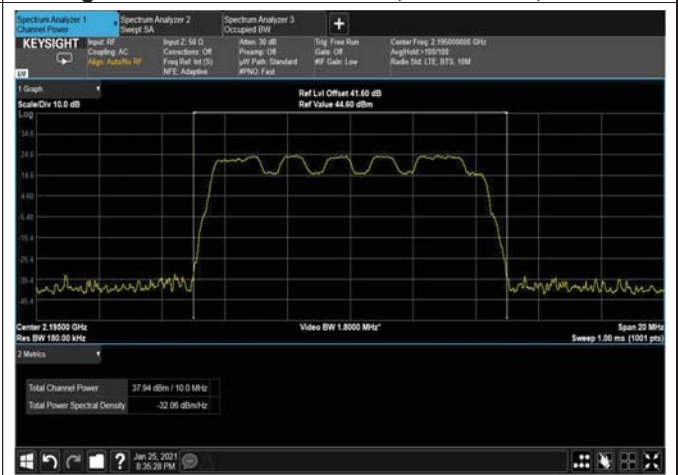 Spectrum Analyzer 1
Channel Power
Spectrum Analyzer 2
Swept SA
Spectrum Analyzer 3
Occupied BW
+
KEYSIGHT
Input: RF
Coupling: AC
Align: Auto/No RF
Input Z: 50 Ω
Corrections: Off
Freq Ref: Int (S)
NFE: Adaptive
Atten: 30 dB
Preamp: Off
µW Path: Standard
#PNO: Fast
Trig: Free Run
Gate: Off
#IF Gain: Low
Center Freq: 2.195000000 GHz
Avg|Hold:>100/100
Radio Std: LTE, BTS, 10M
LXI
1 Graph
Scale/Div 10.0 dB
Ref Lvl Offset 41.60 dB
Ref Value 44.60 dBm
Log
34.6
24.6
14.6
4.60
-5.40
-15.4
-25.4
-35.4
-45.4
Center 2.19500 GHz
Res BW 180.00 kHz
Video BW 1.8000 MHz*
Span 20 MHz
Sweep 1.00 ms (1001 pts)
2 Metrics
Total Channel Power 37.94 dBm / 10.0 MHz
Total Power Spectral Density -32.06 dBm/Hz
?
Jan 25, 2021
8:35:28 PM